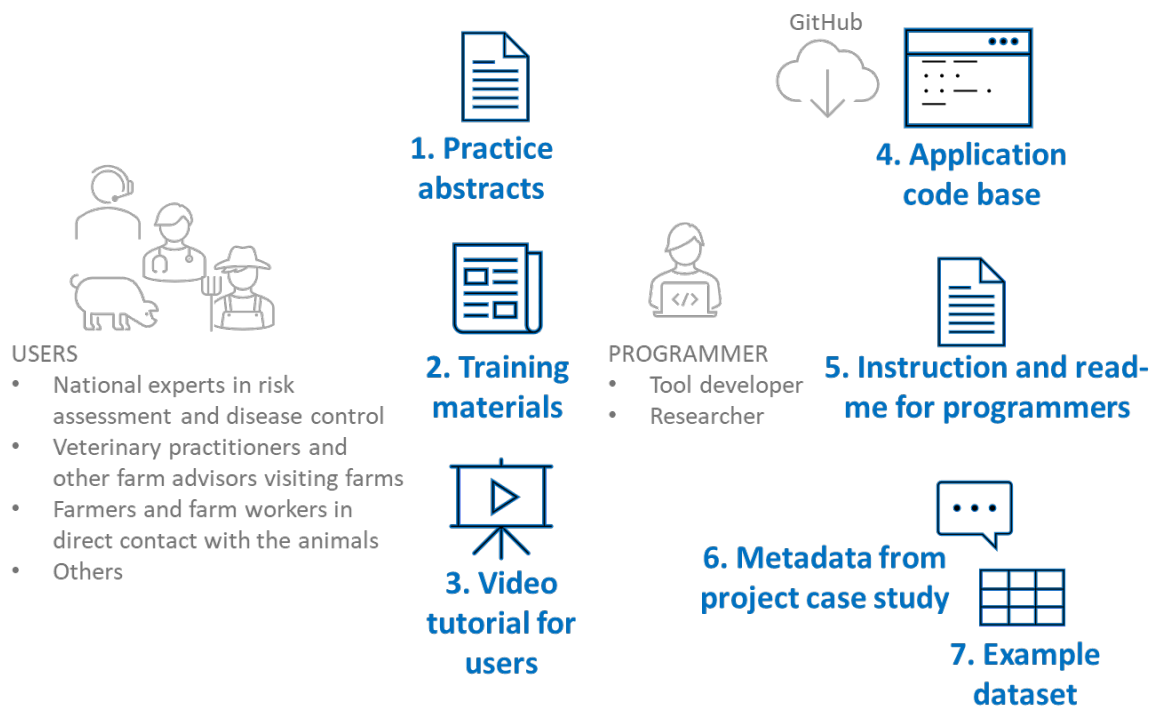 GitHub
1. Practice
abstracts
4. Application
code base
2. Training
materials
USERS
• National experts in risk
assessment and disease control
• Veterinary practitioners and
other farm advisors visiting farms
• Farmers and farm workers in
direct contact with the animals
• Others
PROGRAMMER
• Tool developer
• Researcher
</>
5. Instruction and read-
me for programmers
3. Video
tutorial for
users
6. Metadata from
project case study
7. Example
dataset